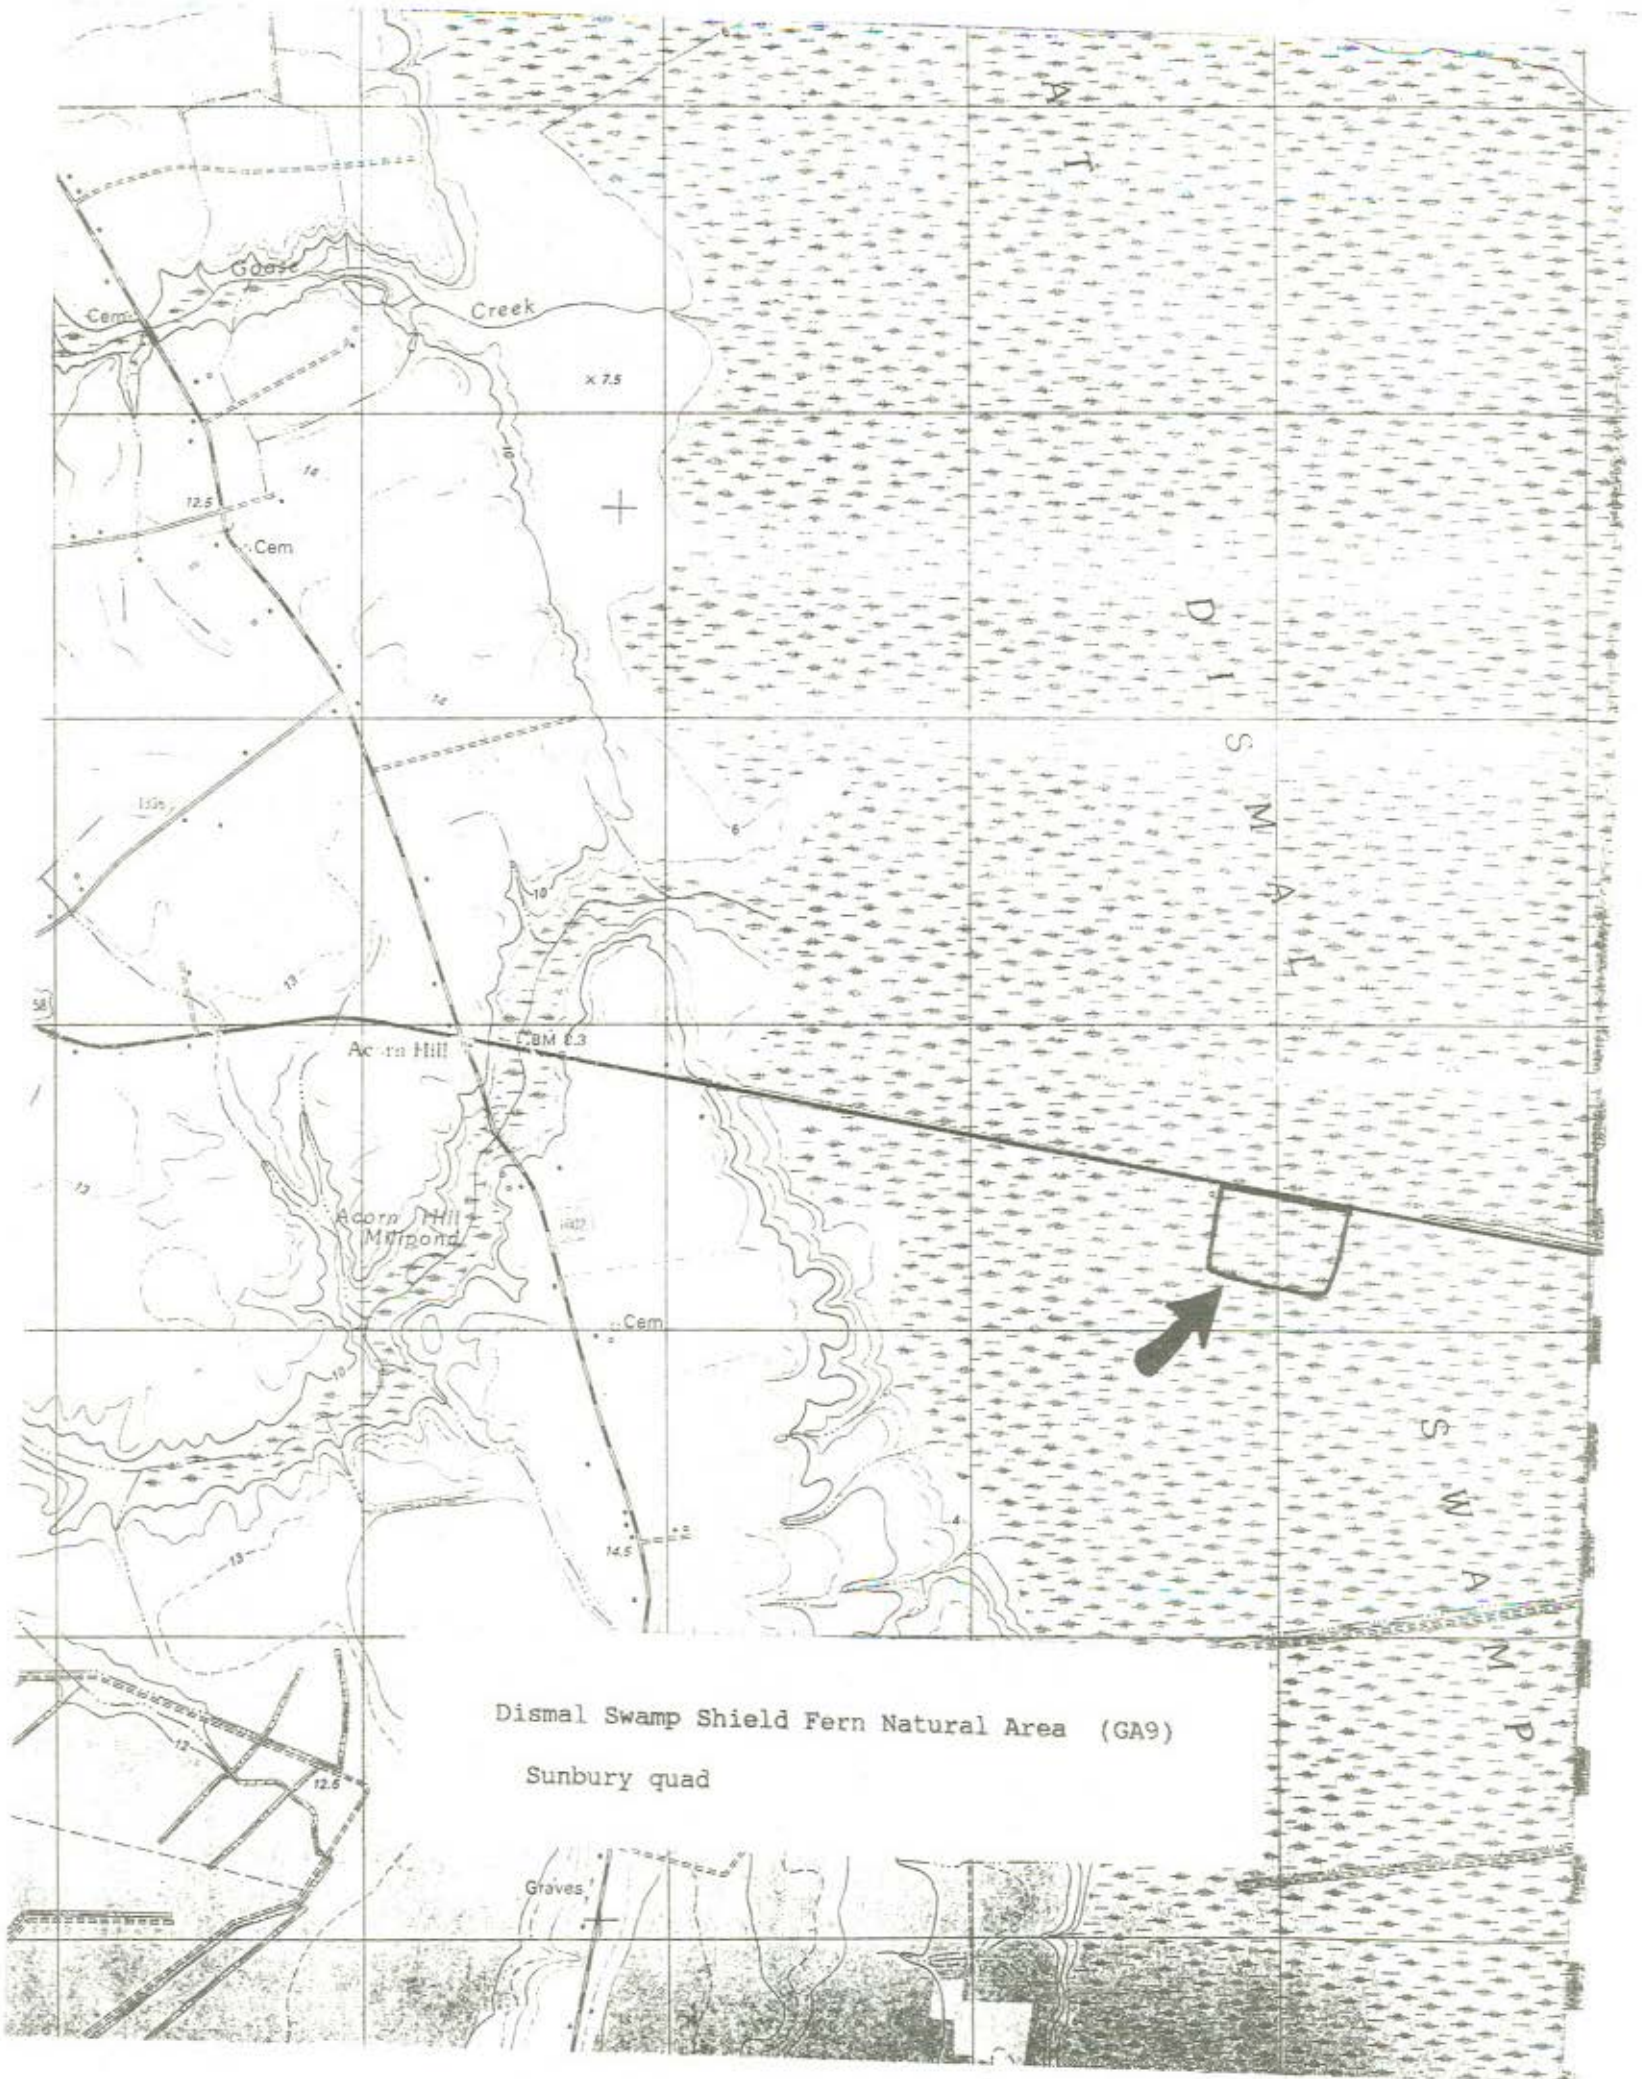 A T
Goose
Cem
Creek
× 7.5
10
14
12.5
Cem
D I S M A L
14
6
10
13
BM 2.3
Acorn Hill
13
Acorn Hill
Millpond
Cem
10
S W A M P
4
14.5
13
Dismal Swamp Shield Fern Natural Area (GA9)
Sunbury quad
12
12.5
Graves